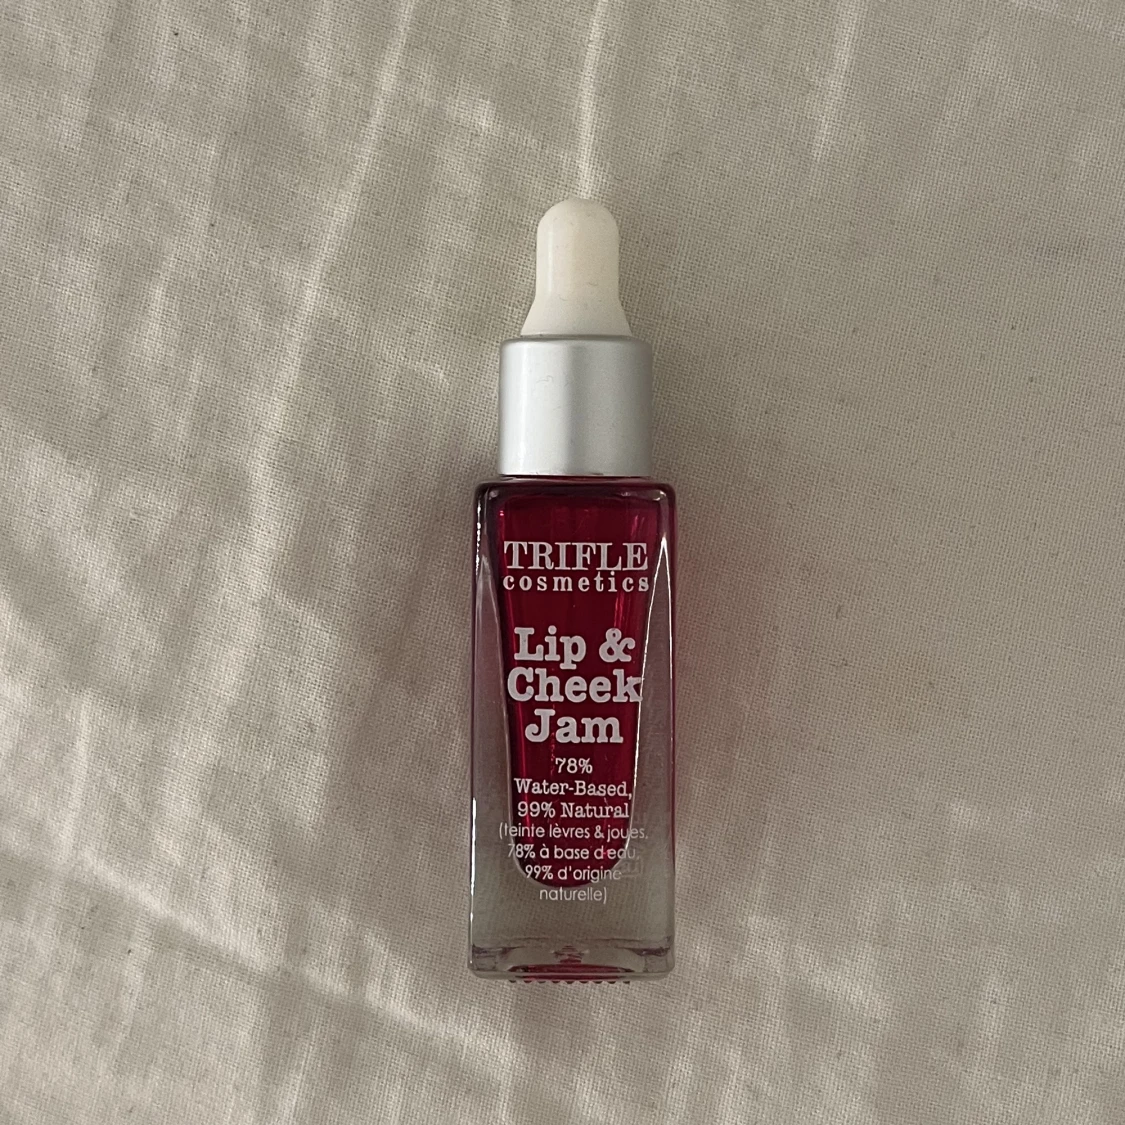 TRIFLE
cosmetics
Lip &
Cheek
Jam
78%
Water-Based,
99% Natural
(teinte lèvres & joues.
78% à base d'eau,
99% d'origine
naturelle)